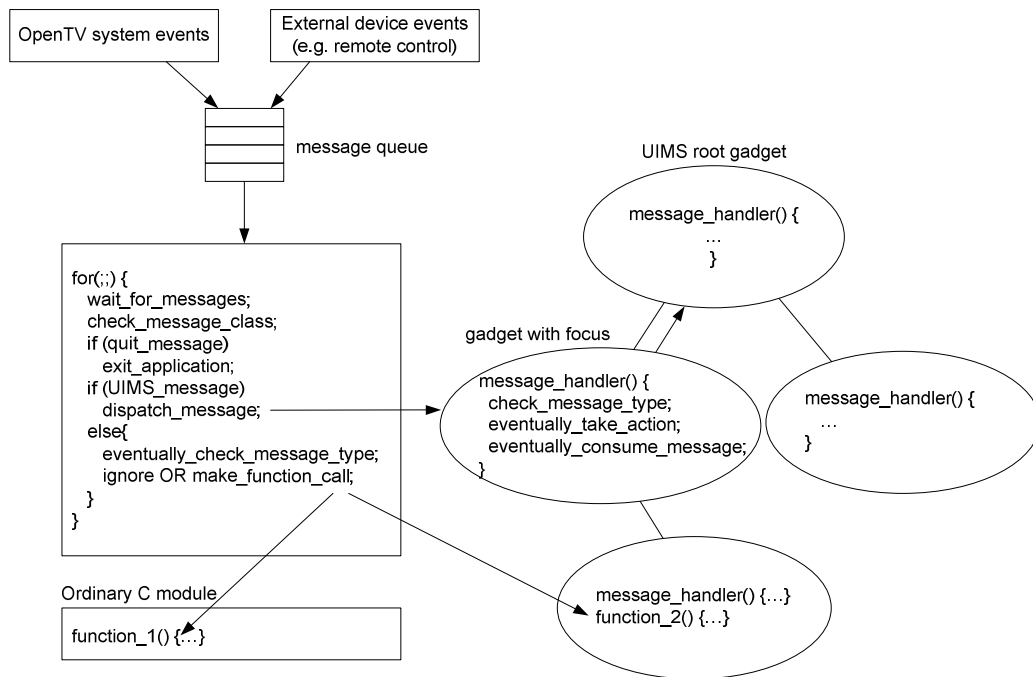 OpenTV system events
External device events
(e.g. remote control)
message queue
UIMS root gadget
message_handler() {
...
}
for(;;) {
wait_for_messages;
check_message_class;
if (quit_message)
exit_application;
if (UIMS_message)
dispatch_message;
else{
eventually_check_message_type;
ignore OR make_function_call;
}
}
gadget with focus
message_handler() {
check_message_type;
eventually_take_action;
eventually_consume_message;
}
message_handler() {
...
}
Ordinary C module
function_1() {...}
message_handler() {...}
function_2() {...}